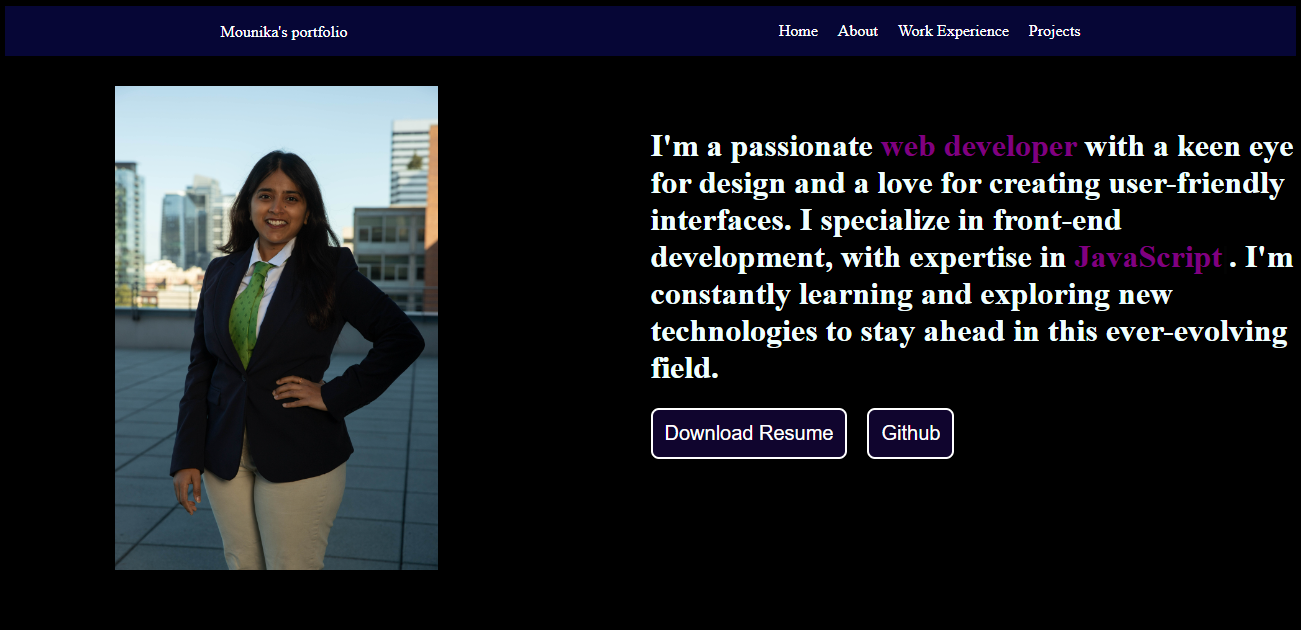 Mounika's portfolio
Home About Work Experience Projects
I'm a passionate web developer with a keen eye
for design and a love for creating user-friendly
interfaces. I specialize in front-end
development, with expertise in JavaScript . I'm
constantly learning and exploring new
technologies to stay ahead in this ever-evolving
field.
Download Resume Github